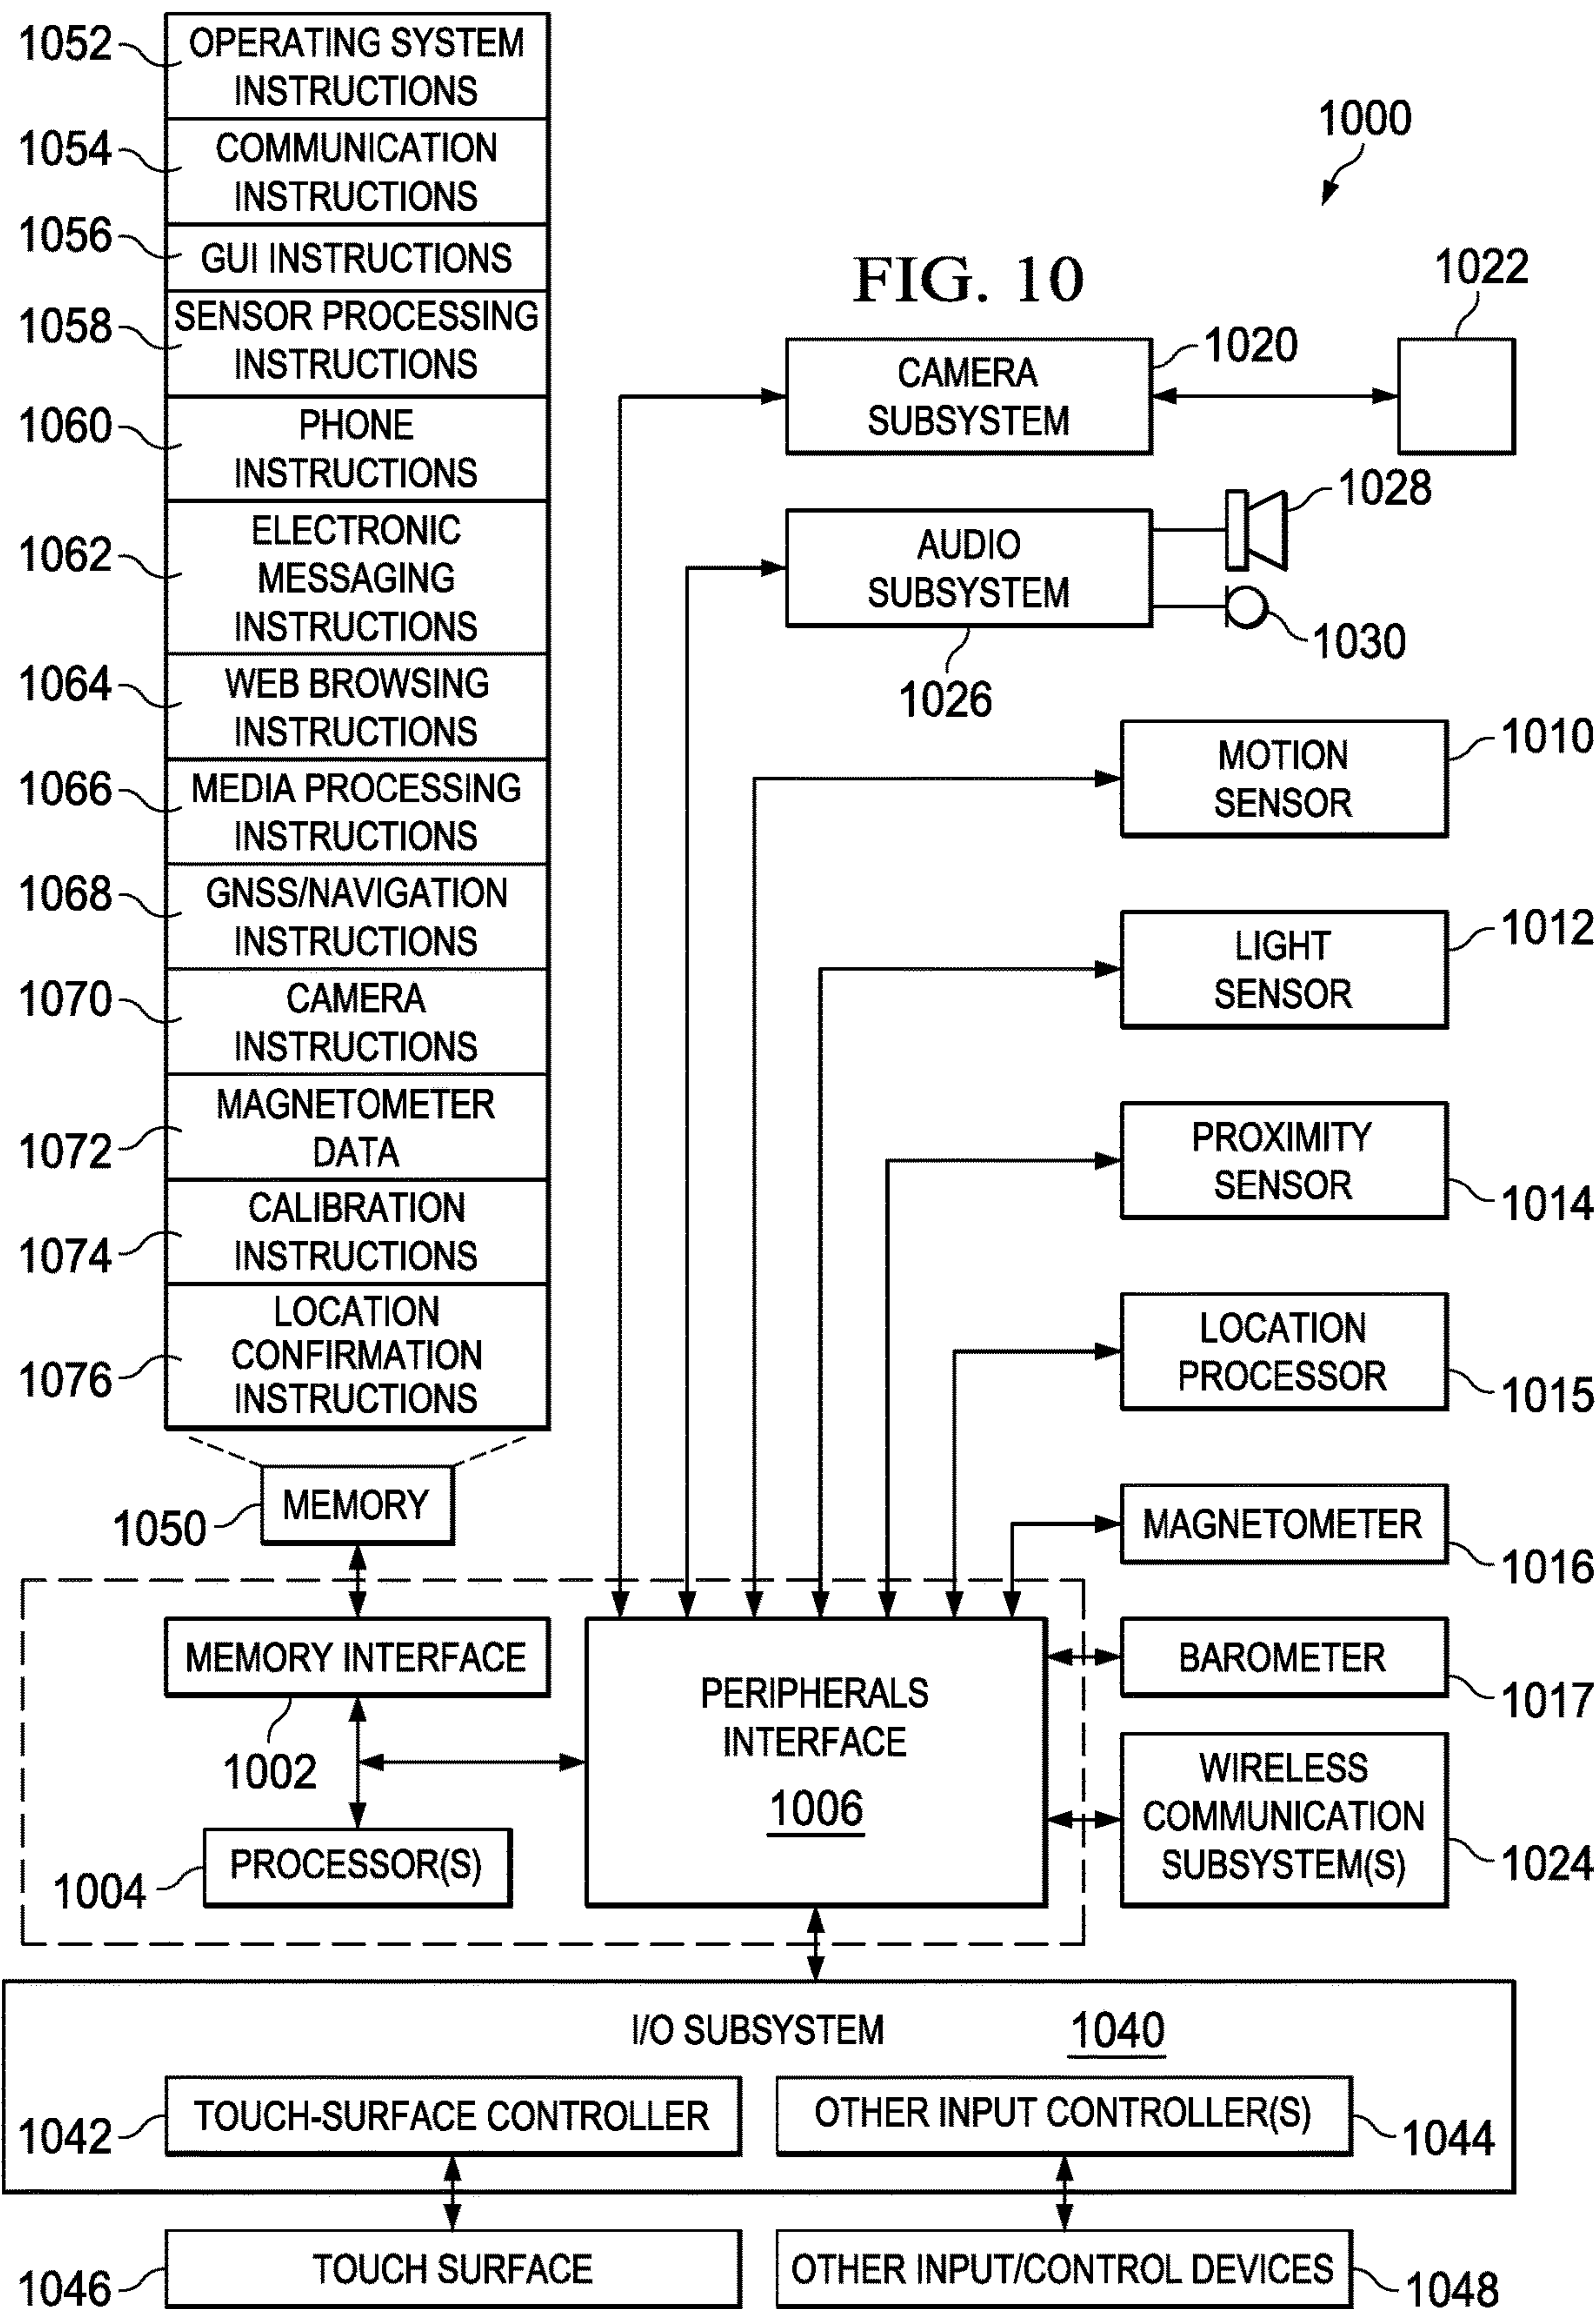 1052
OPERATING SYSTEM
INSTRUCTIONS
1054
COMMUNICATION
INSTRUCTIONS
1056
GUI INSTRUCTIONS
1058
SENSOR PROCESSING
INSTRUCTIONS
1060
PHONE
INSTRUCTIONS
1062
ELECTRONIC
MESSAGING
INSTRUCTIONS
1064
WEB BROWSING
INSTRUCTIONS
1066
MEDIA PROCESSING
INSTRUCTIONS
1068
GNSS/NAVIGATION
INSTRUCTIONS
1070
CAMERA
INSTRUCTIONS
1072
MAGNETOMETER
DATA
1074
CALIBRATION
INSTRUCTIONS
1076
LOCATION
CONFIRMATION
INSTRUCTIONS
1050
MEMORY
1000
FIG. 10
CAMERA
SUBSYSTEM
1020
1022
AUDIO
SUBSYSTEM
1026
1028
1030
MOTION
SENSOR
1010
LIGHT
SENSOR
1012
PROXIMITY
SENSOR
1014
LOCATION
PROCESSOR
1015
MAGNETOMETER
1016
BAROMETER
1017
WIRELESS
COMMUNICATION
SUBSYSTEM(S)
1024
MEMORY INTERFACE
1002
PROCESSOR(S)
1004
PERIPHERALS
INTERFACE
1006
I/O SUBSYSTEM 1040
1042
TOUCH-SURFACE CONTROLLER
OTHER INPUT CONTROLLER(S)
1044
1046
TOUCH SURFACE
OTHER INPUT/CONTROL DEVICES
1048